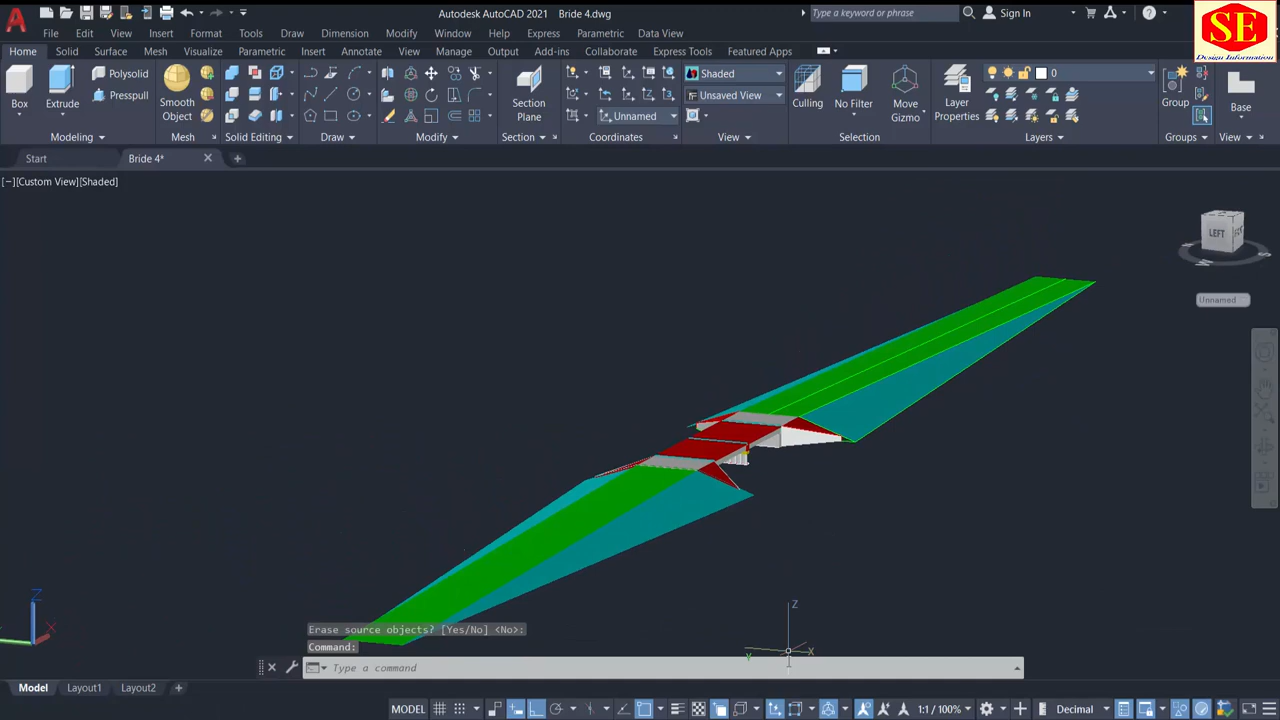 Autodesk AutoCAD 2021 Bride 4.dwg
Type a keyword or phrase
Sign In
SE
Design Information
File Edit View Insert Format Tools Draw Dimension Modify Window Help Express Parametric Data View
Home Solid Surface Mesh Visualize Parametric Insert Annotate View Manage Output Add-ins Collaborate Express Tools Featured Apps
Polysolid
Presspull
Box
Extrude
Smooth
Object
Section
Plane
Unnamed
Shaded
Unsaved View
Culling
No Filter
Move
Gizmo
Layer
Properties
0
Group
Base
Modeling Mesh Solid Editing Draw Modify Section Coordinates View Selection Layers Groups View
Start
Bride 4*
[−][Custom View][Shaded]
LEFT
W
S
Unnamed
Z
X
Z
Y
X
Erase source objects? [Yes/No] <No>:
Command:
Type a command
Model Layout1 Layout2
MODEL
1:1 / 100%
Decimal